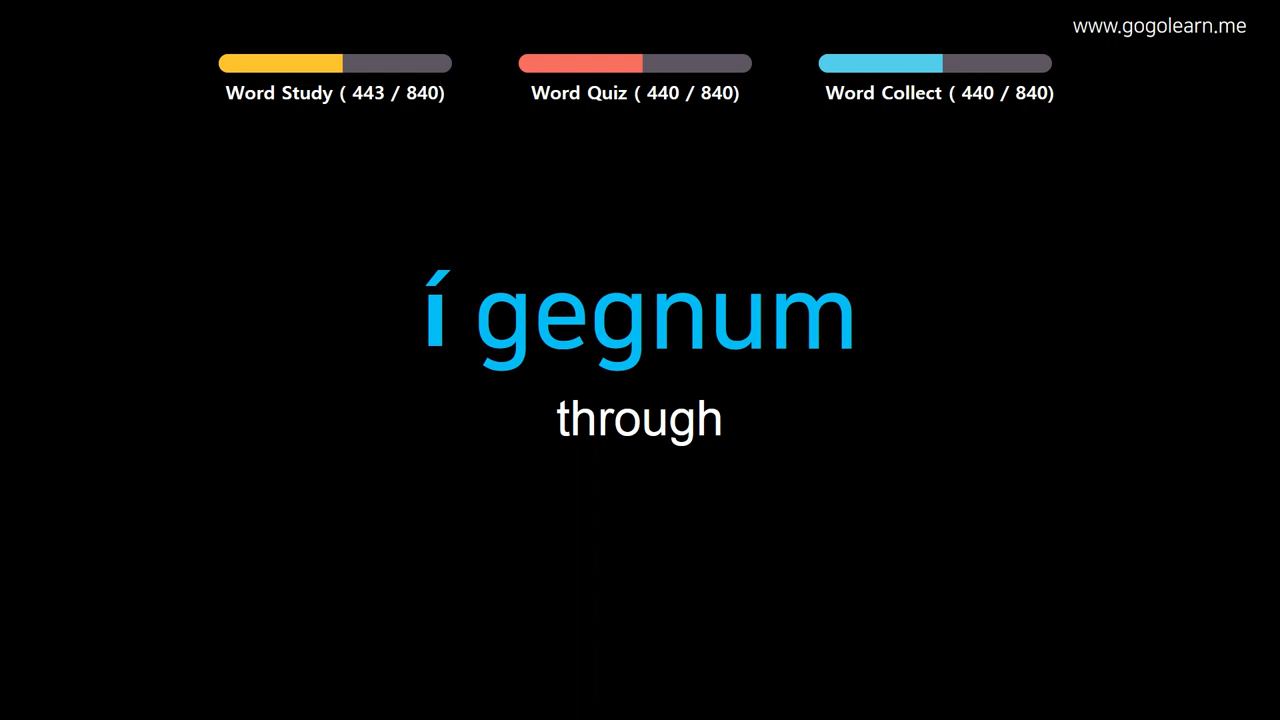 www.gogolearn.me
Word Study ( 443 / 840)
Word Quiz ( 440 / 840)
Word Collect ( 440 / 840)
í gegnum
through